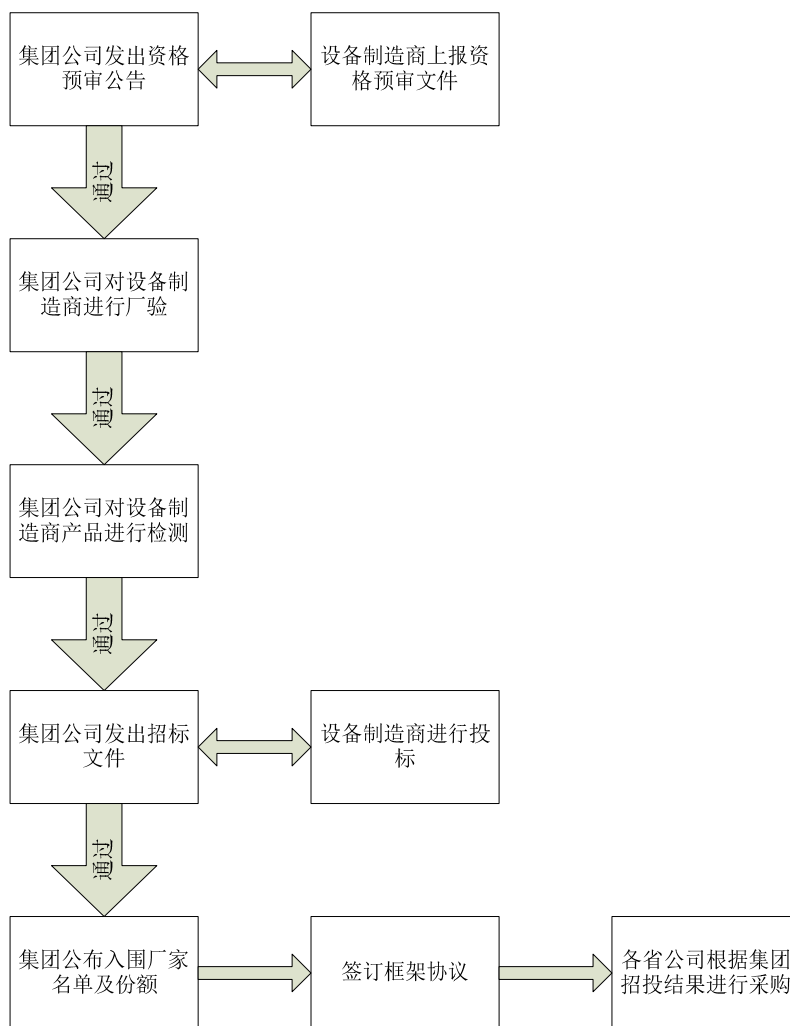 集团公司发出资格
预审公告
设备制造商上报资
格预审文件
通过
集团公司对设备制
造商进行厂验
通过
集团公司对设备制
造商产品进行检测
通过
集团公司发出招标
文件
设备制造商进行投
标
通过
集团公布入围厂家
名单及份额
签订框架协议
各省公司根据集团
招投结果进行采购